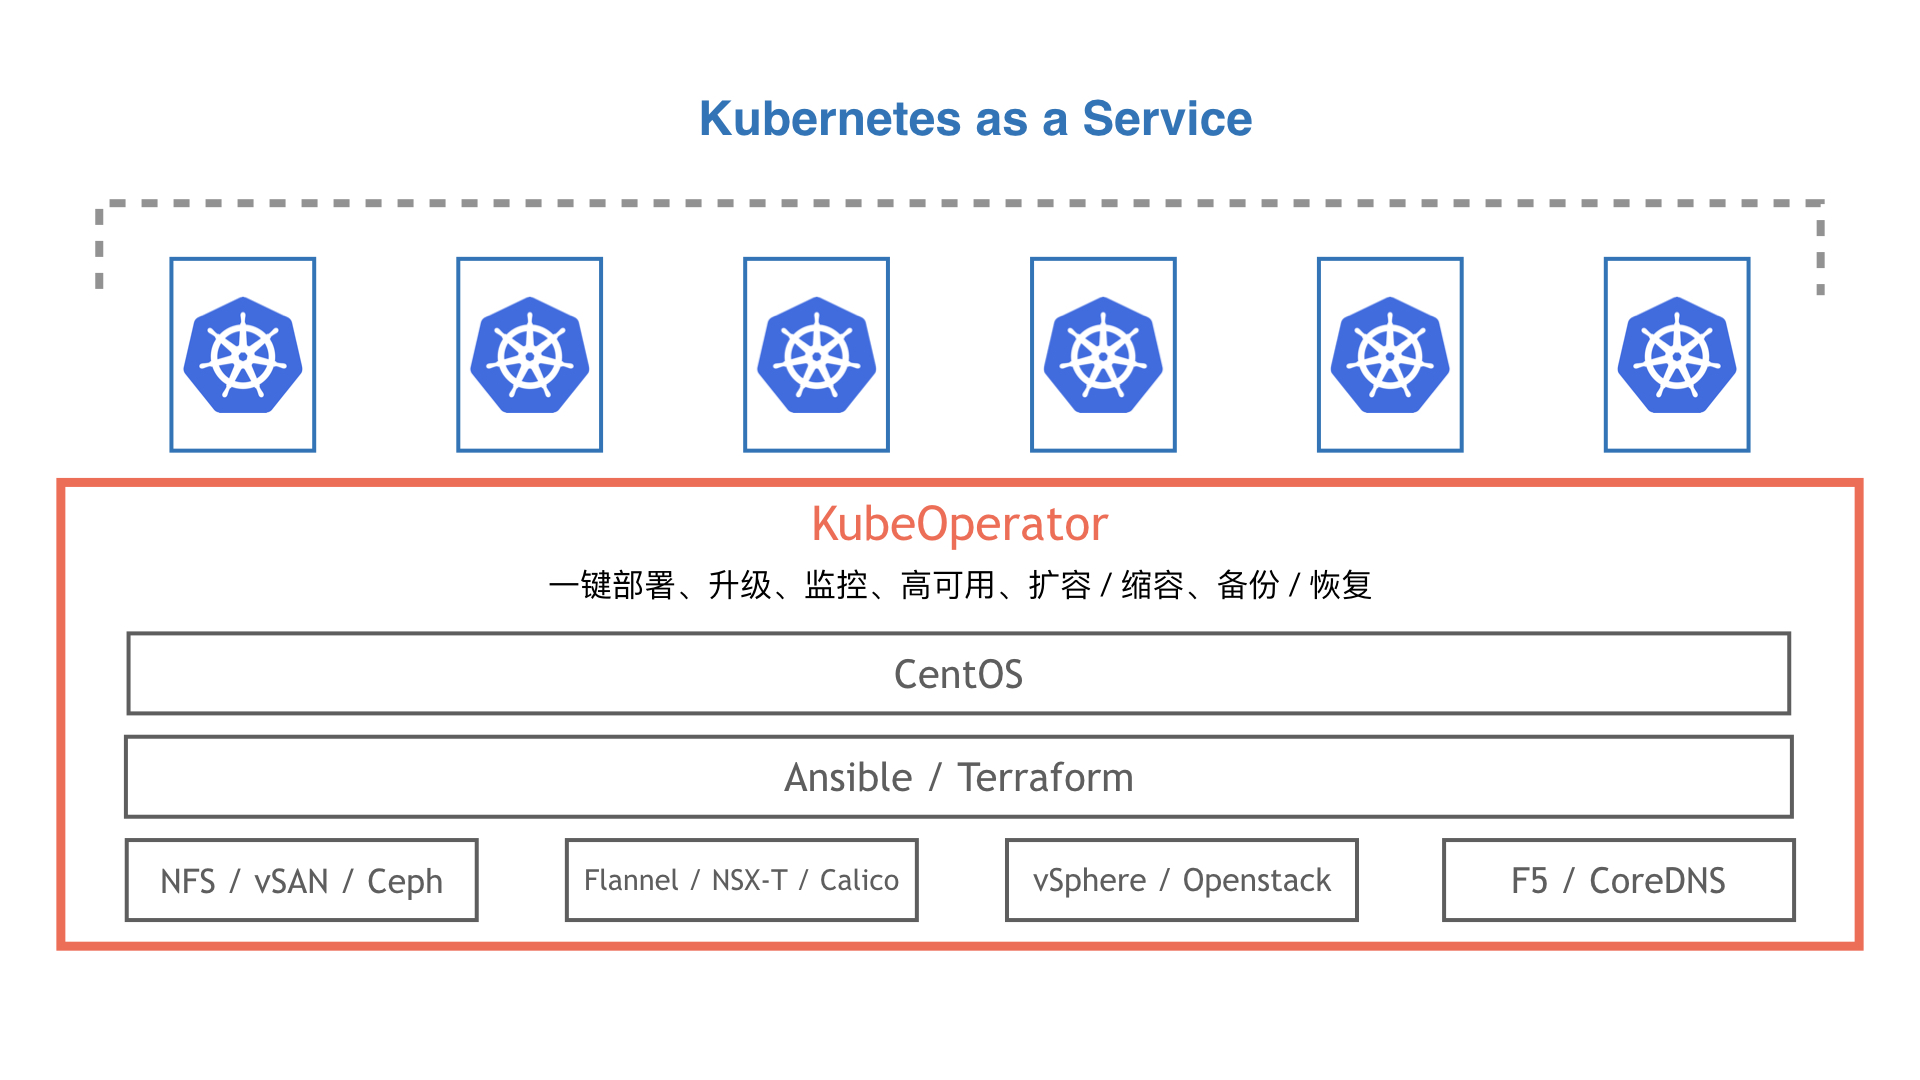 Kubernetes as a Service
KubeOperator
一键部署、升级、监控、高可用、扩容 / 缩容、备份 / 恢复
CentOS
Ansible / Terraform
NFS / vSAN / Ceph
Flannel / NSX-T / Calico
vSphere / Openstack
F5 / CoreDNS